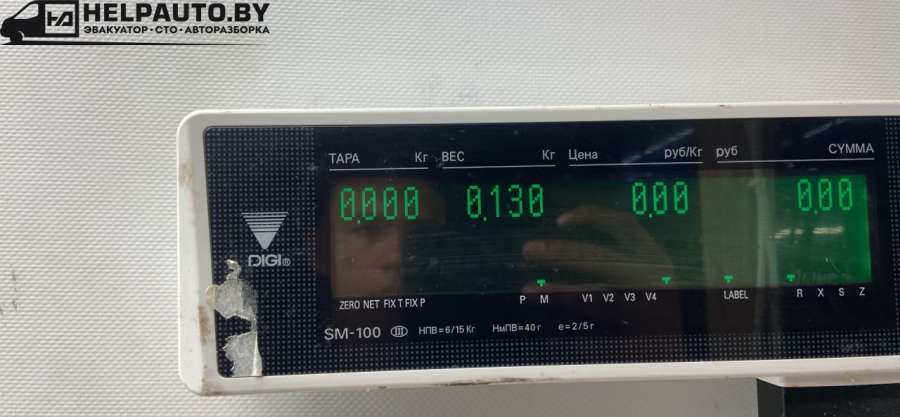 HELPAUTO.BY
ЭВАКУАТОР • СТО • АВТОРАЗБОРКА
ТАРА Кг ВЕС Кг Цена руб/Кг руб СУММА
0.000 0.130 0.00 0.00
DIGI®
ZERO NET FIX T FIX P P M V1 V2 V3 V4 LABEL R X S Z
SM-100 III НПВ=6/15 Кг НмПВ=40 г e=2/5 г